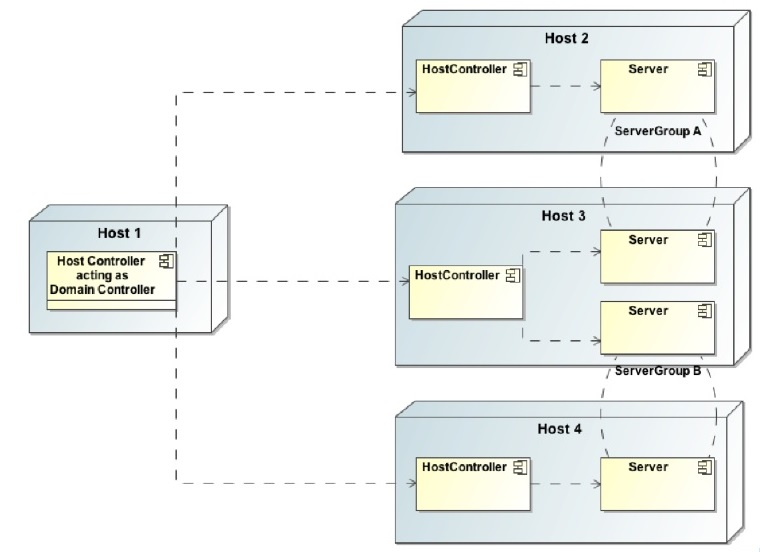 Host 1
Host Controller
acting as
Domain Controller
Host 2
HostController
Server
ServerGroup A
Host 3
HostController
Server
Server
ServerGroup B
Host 4
HostController
Server